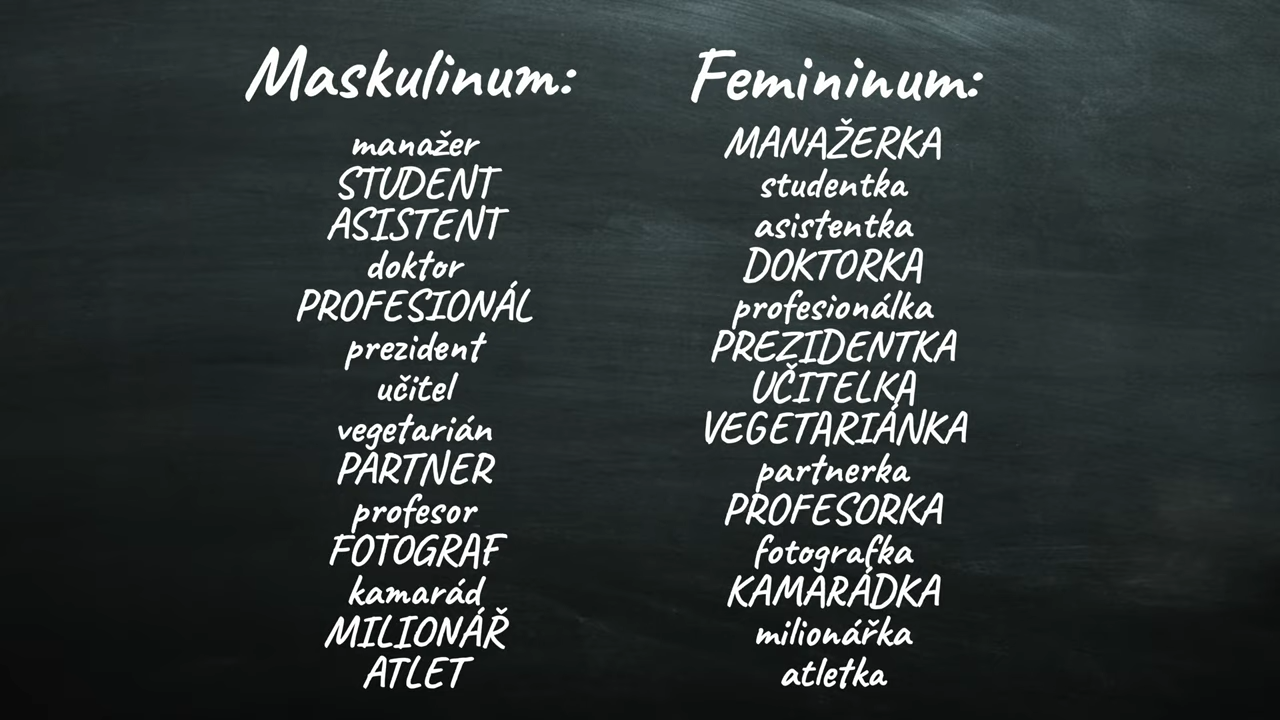 Maskulinum:
manažer
STUDENT
ASISTENT
doktor
PROFESIONÁL
prezident
učitel
vegetarián
PARTNER
profesor
FOTOGRAF
kamarád
MILIONÁŘ
ATLET
Femininum:
MANAŽERKA
studentka
asistentka
DOKTORKA
profesionálka
PREZIDENTKA
UČITELKA
VEGETARIÁNKA
partnerka
PROFESORKA
fotografka
KAMARÁDKA
milionářka
atletka